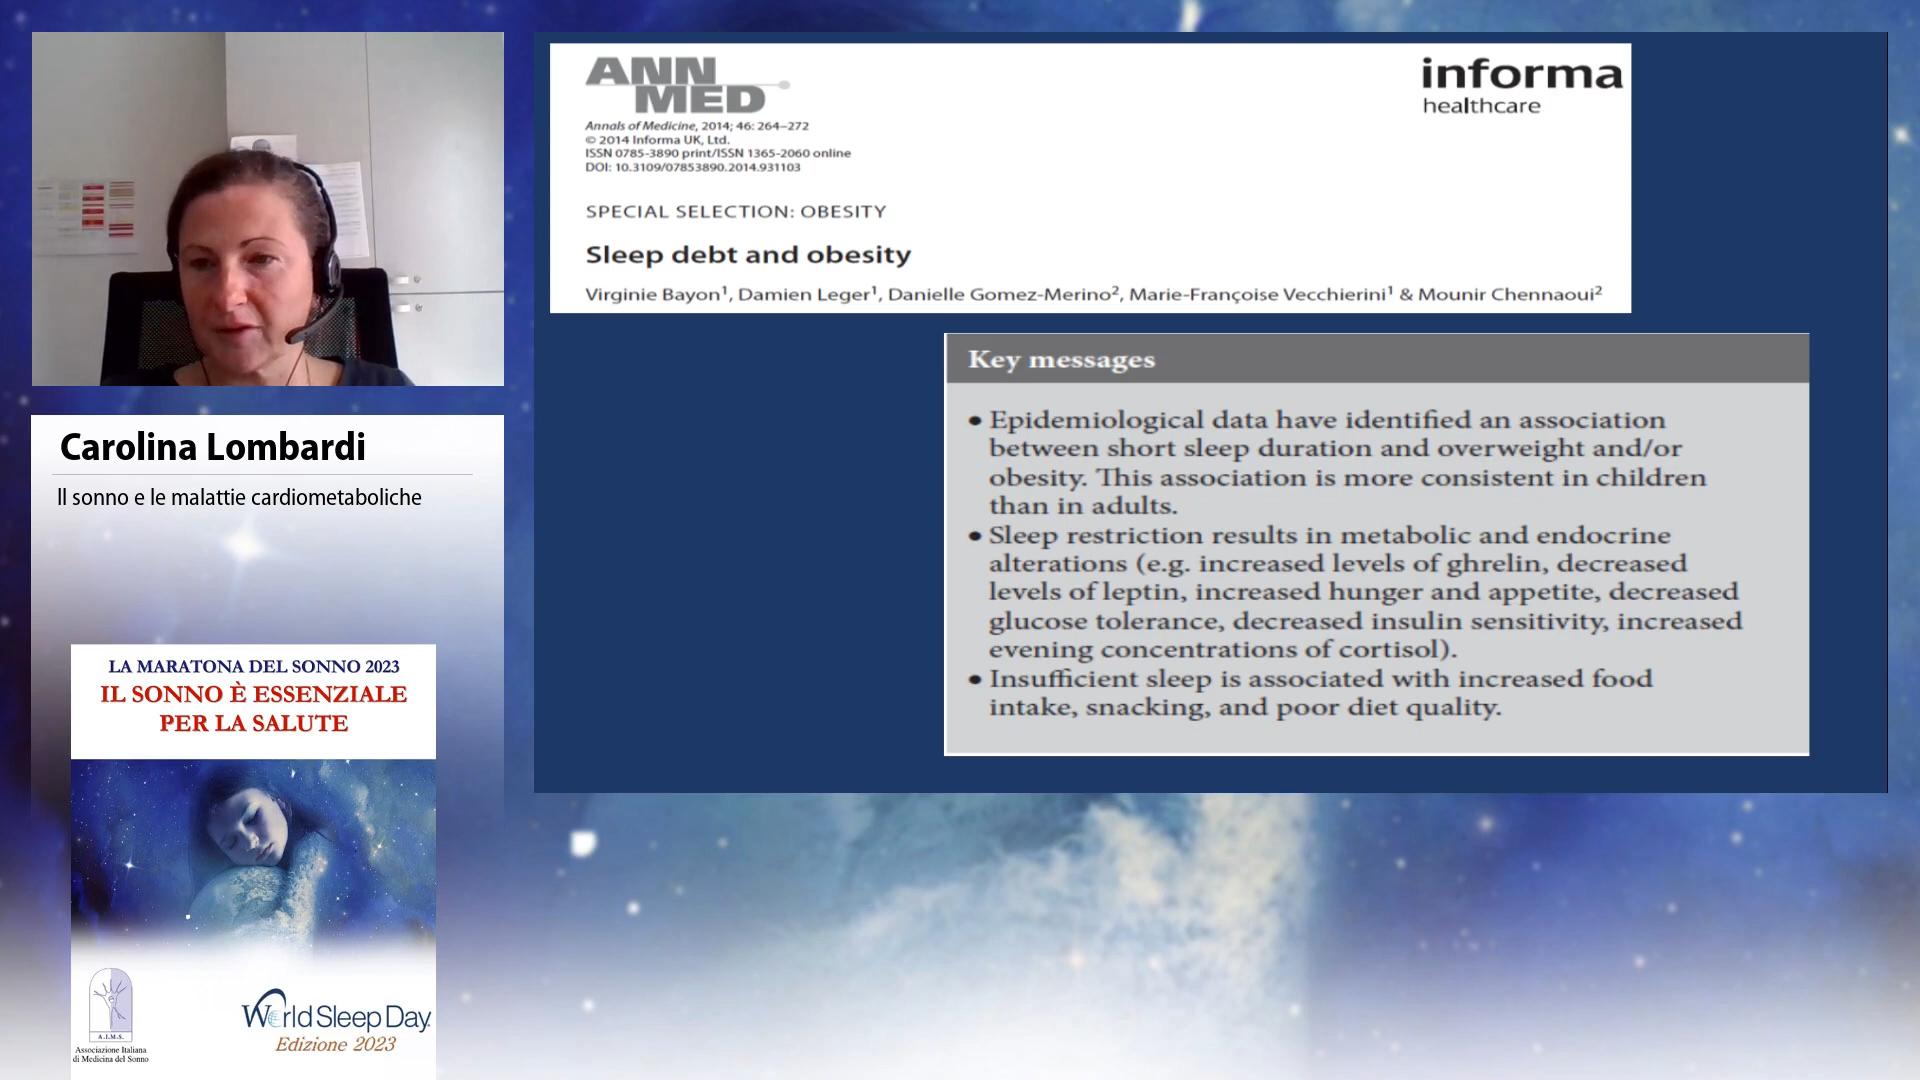 ANN
MED
Annals of Medicine, 2014; 46: 264–272
© 2014 Informa UK, Ltd.
ISSN 0785-3890 print/ISSN 1365-2060 online
DOI: 10.3109/07853890.2014.931103
informa
healthcare
SPECIAL SELECTION: OBESITY
Sleep debt and obesity
Virginie Bayon¹, Damien Leger¹, Danielle Gomez-Merino², Marie-Françoise Vecchierini¹ & Mounir Chennaoui²
Key messages
• Epidemiological data have identified an association
between short sleep duration and overweight and/or
obesity. This association is more consistent in children
than in adults.
• Sleep restriction results in metabolic and endocrine
alterations (e.g. increased levels of ghrelin, decreased
levels of leptin, increased hunger and appetite, decreased
glucose tolerance, decreased insulin sensitivity, increased
evening concentrations of cortisol).
• Insufficient sleep is associated with increased food
intake, snacking, and poor diet quality.
Carolina Lombardi
Il sonno e le malattie cardiometaboliche
LA MARATONA DEL SONNO 2023
IL SONNO È ESSENZIALE
PER LA SALUTE
A.I.M.S.
Associazione Italiana
di Medicina del Sonno
World Sleep Day
Edizione 2023